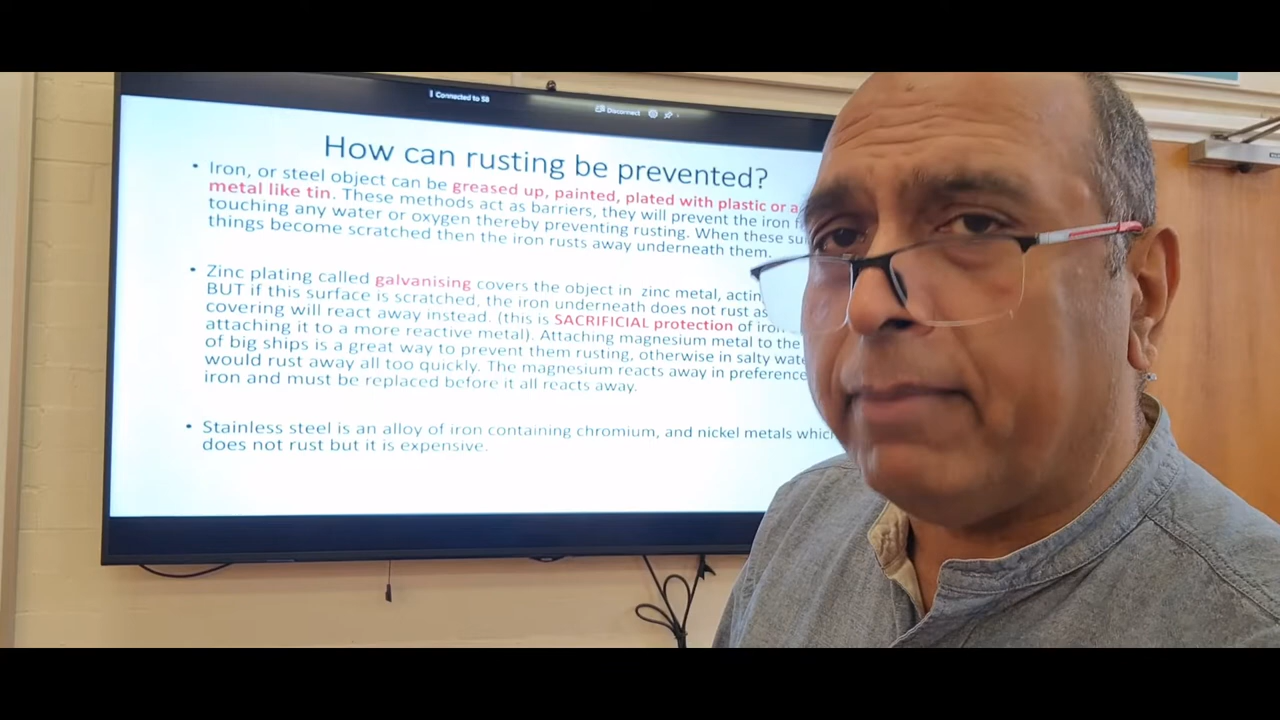 Connected to 58
Disconnect
How can rusting be prevented?
• Iron, or steel object can be greased up, painted, plated with plastic or a
metal like tin. These methods act as barriers, they will prevent the iron
touching any water or oxygen thereby preventing rusting. When these
things become scratched then the iron rusts away underneath them.
• Zinc plating called galvanising covers the object in zinc metal,
BUT if this surface is scratched, the iron underneath does not rust as
covering will react away instead. (this is SACRIFICIAL protection of iron
attaching it to a more reactive metal). Attaching magnesium metal to the
of big ships is a great way to prevent them rusting, otherwise in salty
would rust away all too quickly. The magnesium reacts away in preference
iron and must be replaced before it all reacts away.
• Stainless steel is an alloy of iron containing chromium, and nickel metals which
does not rust but it is expensive.